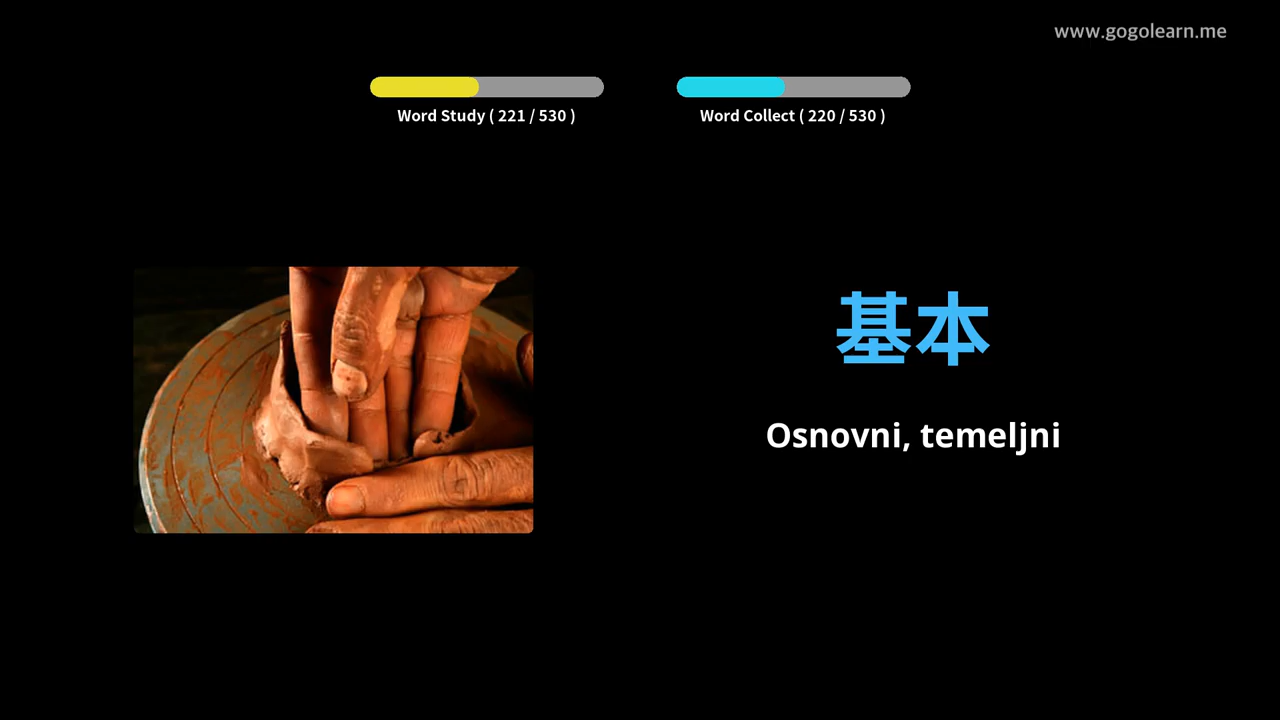 www.gogolearn.me
Word Study ( 221 / 530 )
Word Collect ( 220 / 530 )
基本
Osnovni, temeljni